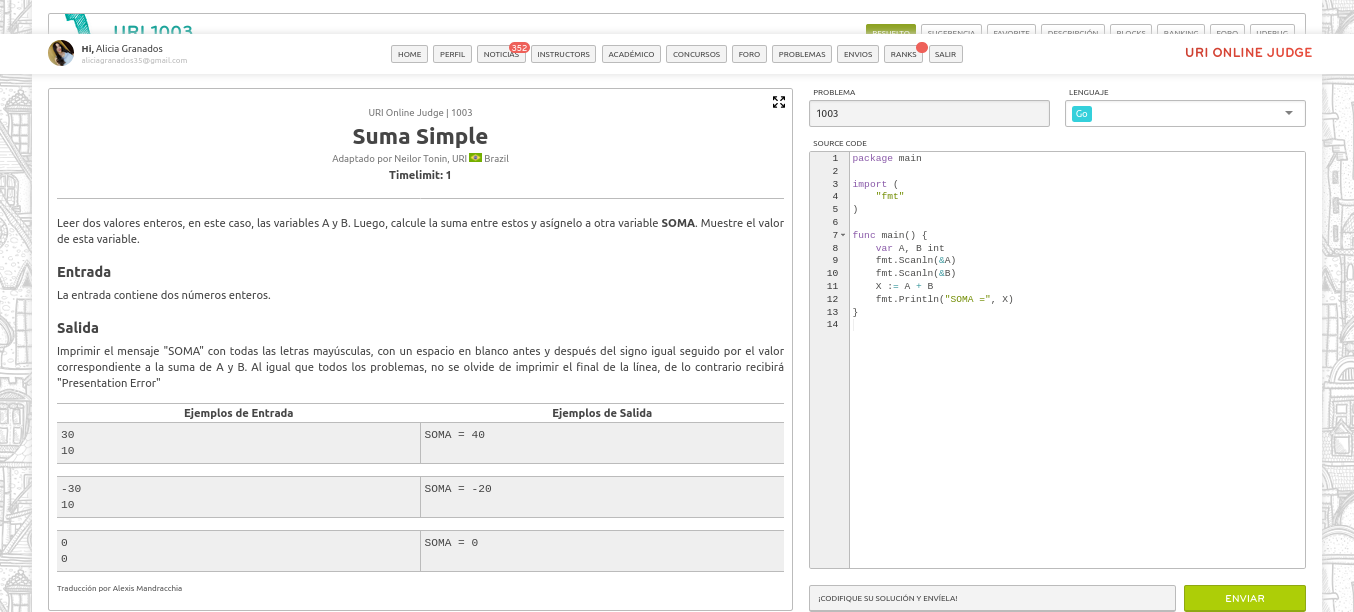 URI 1003
RESUELTO SUGERENCIA FAVORITE DESCRIPCIÓN BLOCKS RANKING FORO UDEBUG
Hi, Alicia Granados
aliciagranados35@gmail.com
HOME PERFIL NOTICIAS 352 INSTRUCTORS ACADÉMICO CONCURSOS FORO PROBLEMAS ENVIOS RANKS SALIR
URI ONLINE JUDGE
URI Online Judge | 1003
Suma Simple
Adaptado por Neilor Tonin, URI Brazil
Timelimit: 1
Leer dos valores enteros, en este caso, las variables A y B. Luego, calcule la suma entre estos y asígnelo a otra variable SOMA. Muestre el valor
de esta variable.
Entrada
La entrada contiene dos números enteros.
Salida
Imprimir el mensaje "SOMA" con todas las letras mayúsculas, con un espacio en blanco antes y después del signo igual seguido por el valor
correspondiente a la suma de A y B. Al igual que todos los problemas, no se olvide de imprimir el final de la línea, de lo contrario recibirá
"Presentation Error"
Ejemplos de Entrada Ejemplos de Salida
30 SOMA = 40
10
-30 SOMA = -20
10
0 SOMA = 0
0
Traducción por Alexis Mandracchia
PROBLEMA LENGUAJE
1003 Go
SOURCE CODE
1 package main
2
3 import (
4     "fmt"
5 )
6
7 func main() {
8     var A, B int
9     fmt.Scanln(&A)
10     fmt.Scanln(&B)
11     X := A + B
12     fmt.Println("SOMA =", X)
13 }
14
¡CODIFIQUE SU SOLUCIÓN Y ENVÍELA! ENVIAR